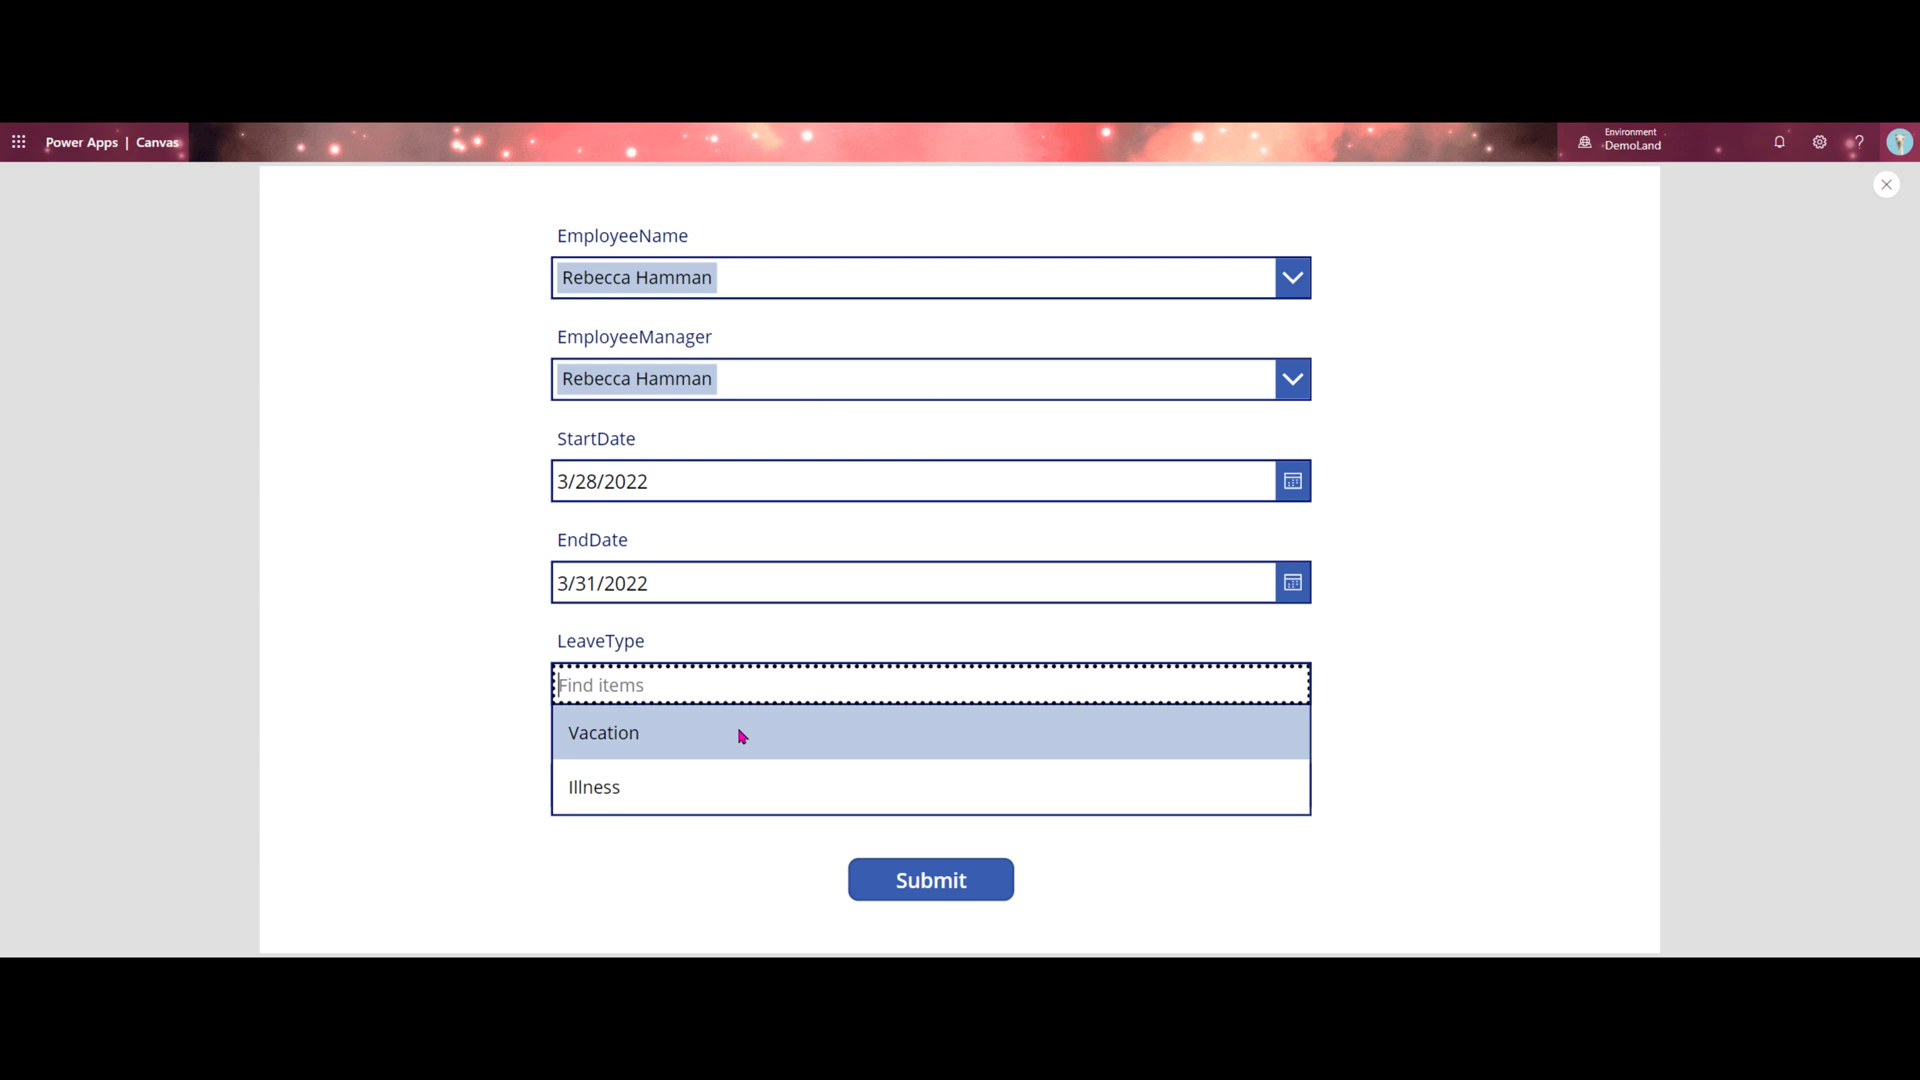 Power Apps | Canvas
Environment
DemoLand
?
EmployeeName
Rebecca Hamman
EmployeeManager
Rebecca Hamman
StartDate
3/28/2022
EndDate
3/31/2022
LeaveType
Find items
Vacation
Illness
Submit